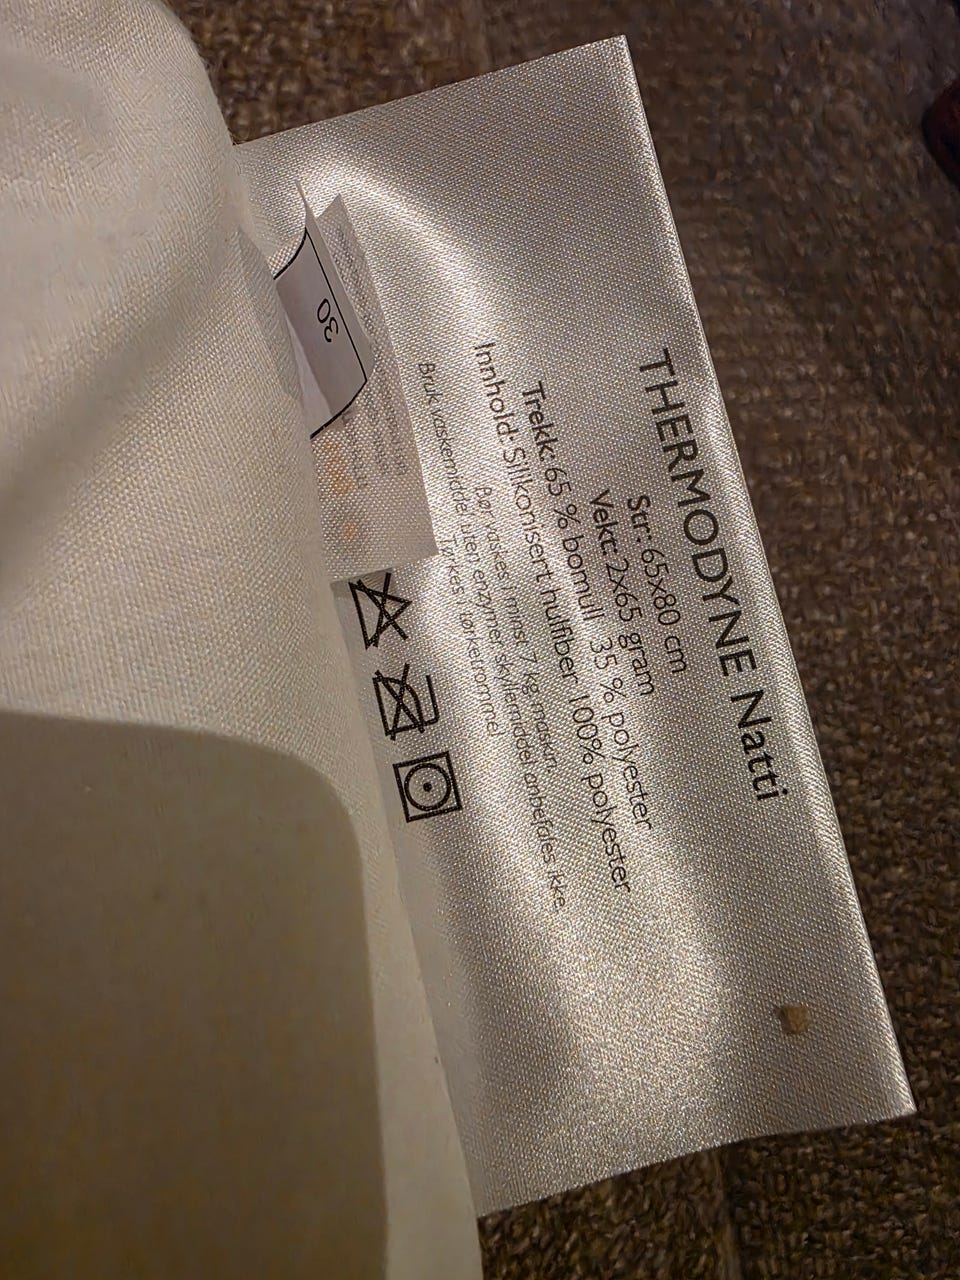 THERMODYNE Natti
Str: 65x80 cm
Vekt: 2x65 gram
Trekk: 65 % bomull 35 % polyester
Innhold: Silikonisert hulfiber 100% polyester
Bør vaskes i minst 7 kg maskin.
Bruk vaskemiddel uten enzymer skyllemiddel anbefales ikke.
Tørkes i tørketrommel
30